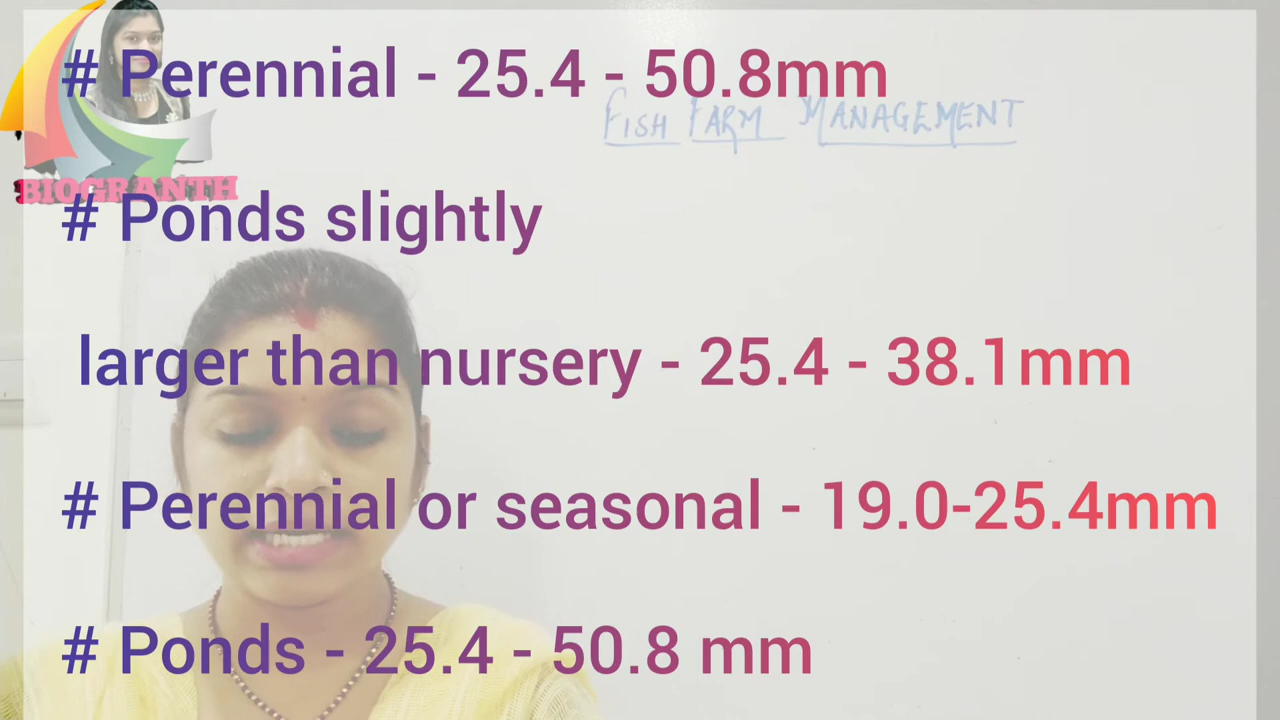 # Perennial - 25.4 - 50.8mm
FISH FARM MANAGEMENT
BIOGRANTH
# Ponds slightly
larger than nursery - 25.4 - 38.1mm
# Perennial or seasonal - 19.0-25.4mm
# Ponds - 25.4 - 50.8 mm